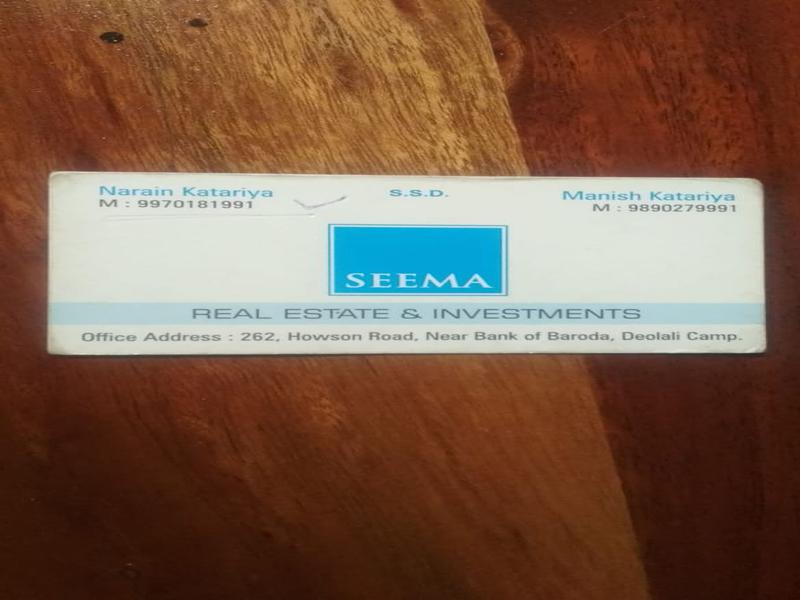 Narain Katariya
M : 9970181991
S.S.D.
Manish Katariya
M : 9890279991
SEEMA
REAL ESTATE & INVESTMENTS
Office Address : 262, Howson Road, Near Bank of Baroda, Deolali Camp.